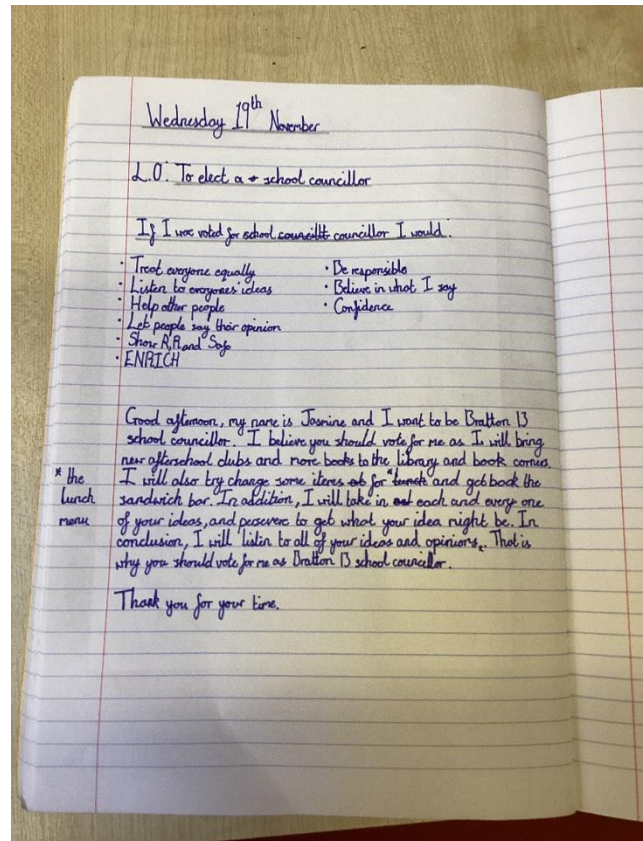 Wednesday 19th November
L.O: To elect a school councillor
If I was voted for school councillor I would:
· Treat everyone equally
· Listen to everyones' ideas
· Help other people
· Let people say their opinion
· Show R,R and Safe
· ENRICH
· Be responsible
· Believe in what I say
· Confidence
Good afternoon, my name is Jasmine and I want to be Bratton 13
school councillor. I believe you should vote for me as I will bring
new afterschool clubs and more books to the library and book corners.
I will also try change some items for * lunch and get back the
* the
lunch
menu
sandwich bar. In addition, I will take in each and every one
of your ideas, and persevere to get what your idea might be. In
conclusion, I will listen to all of your ideas and opinions. That is
why you should vote for me as Bratton 13 school councillor.
Thank you for your time.